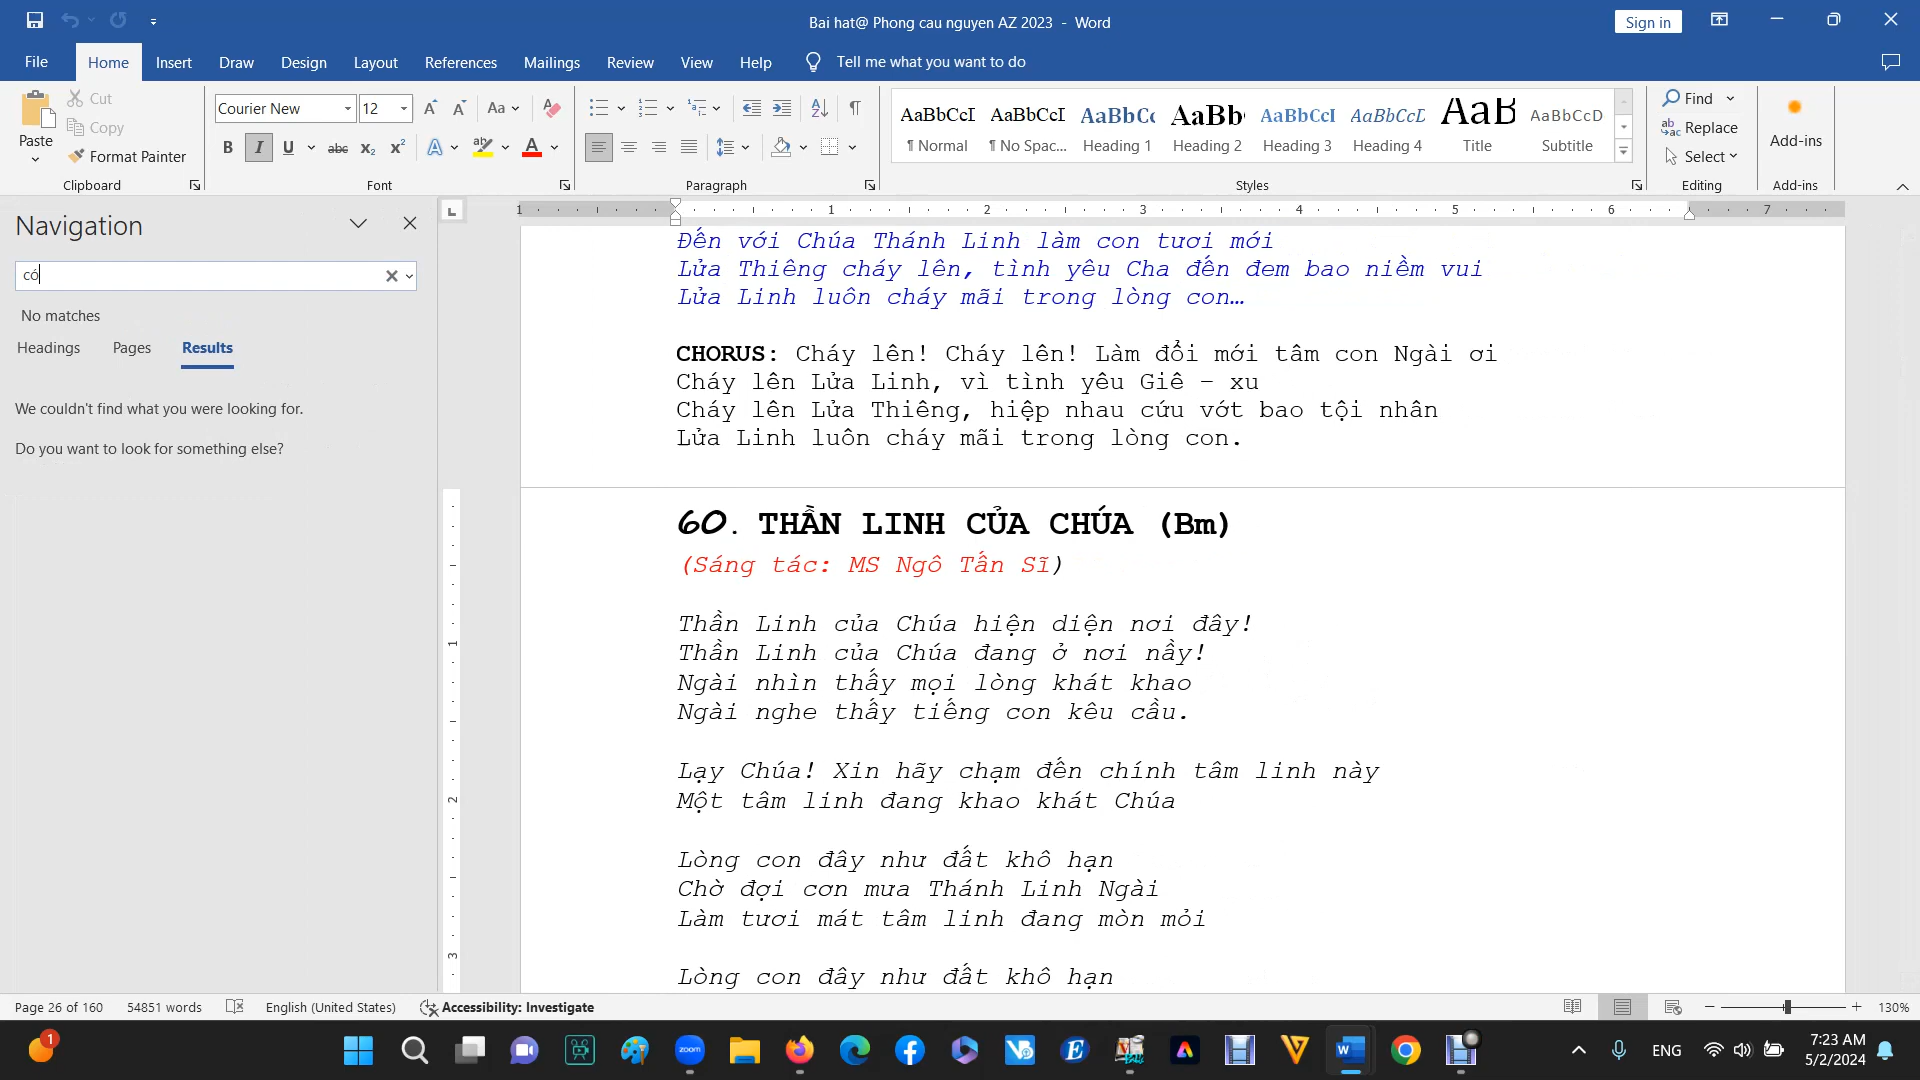 Bai hat@ Phong cau nguyen AZ 2023 - Word
Sign in
File Home Insert Draw Design Layout References Mailings Review View Help Tell me what you want to do
Paste
Cut
Copy
Format Painter
Clipboard
Courier New 12
Font
Paragraph
AaBbCcI AaBbCcI AaBbCc AaBb AaBbCcI AaBbCcD AaB AaBbCcD
¶ Normal ¶ No Spac... Heading 1 Heading 2 Heading 3 Heading 4 Title Subtitle
Styles
Find
Replace
Select
Editing
Add-ins
Add-ins
Navigation
có
No matches
Headings Pages Results
We couldn't find what you were looking for.
Do you want to look for something else?
1 1 2 3 4 5 6 7
Đến với Chúa Thánh Linh làm con tươi mới
Lửa Thiêng cháy lên, tình yêu Cha đến đem bao niềm vui
Lửa Linh luôn cháy mãi trong lòng con…
CHORUS: Cháy lên! Cháy lên! Làm đổi mới tâm con Ngài ơi
Cháy lên Lửa Linh, vì tình yêu Giê – xu
Cháy lên Lửa Thiêng, hiệp nhau cứu vớt bao tội nhân
Lửa Linh luôn cháy mãi trong lòng con.
60. THẦN LINH CỦA CHÚA (Bm)
(Sáng tác: MS Ngô Tấn Sĩ)
Thần Linh của Chúa hiện diện nơi đây!
Thần Linh của Chúa đang ở nơi nầy!
Ngài nhìn thấy mọi lòng khát khao
Ngài nghe thấy tiếng con kêu cầu.
Lạy Chúa! Xin hãy chạm đến chính tâm linh này
Một tâm linh đang khao khát Chúa
Lòng con đây như đất khô hạn
Chờ đợi cơn mưa Thánh Linh Ngài
Làm tươi mát tâm linh đang mòn mỏi
Lòng con đây như đất khô hạn
1
2
3
Page 26 of 160 54851 words English (United States) Accessibility: Investigate 130%
1
zoom
ENG
7:23 AM
5/2/2024